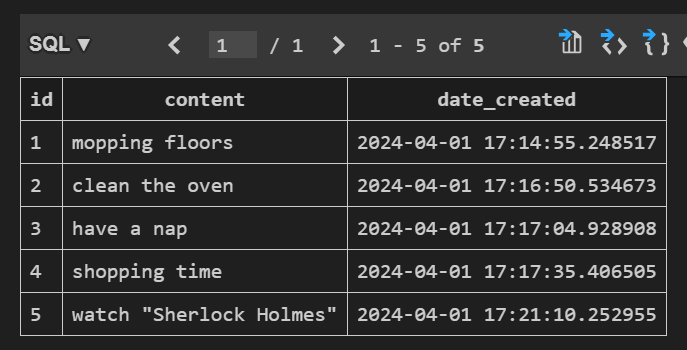 SQL ▼ < 1 / 1 > 1 - 5 of 5
id content date_created
1 mopping floors 2024-04-01 17:14:55.248517
2 clean the oven 2024-04-01 17:16:50.534673
3 have a nap 2024-04-01 17:17:04.928908
4 shopping time 2024-04-01 17:17:35.406505
5 watch "Sherlock Holmes" 2024-04-01 17:21:10.252955